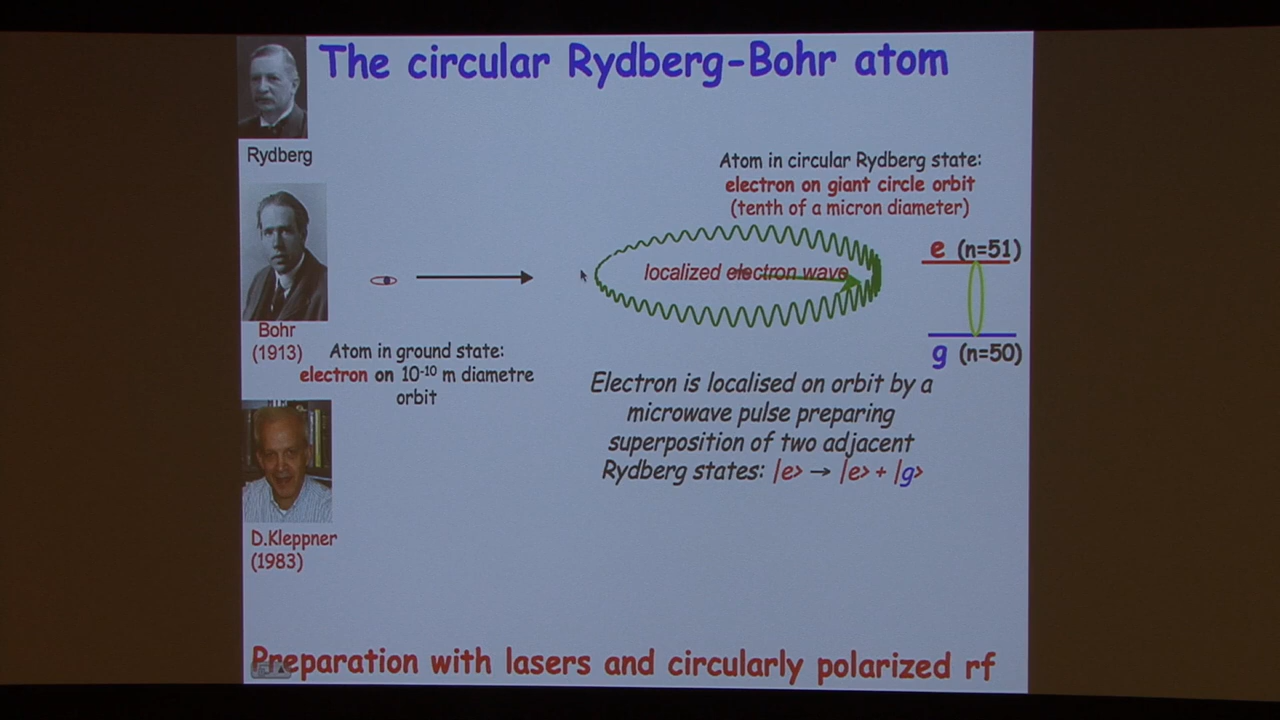 The circular Rydberg-Bohr atom
Rydberg
Atom in circular Rydberg state:
electron on giant circle orbit
(tenth of a micron diameter)
e (n=51)
localized electron wave
g (n=50)
Bohr
(1913)
Atom in ground state:
electron on 10⁻¹⁰ m diametre
orbit
Electron is localised on orbit by a
microwave pulse preparing
superposition of two adjacent
Rydberg states: |e> → |e> + |g>
D.Kleppner
(1983)
Preparation with lasers and circularly polarized rf